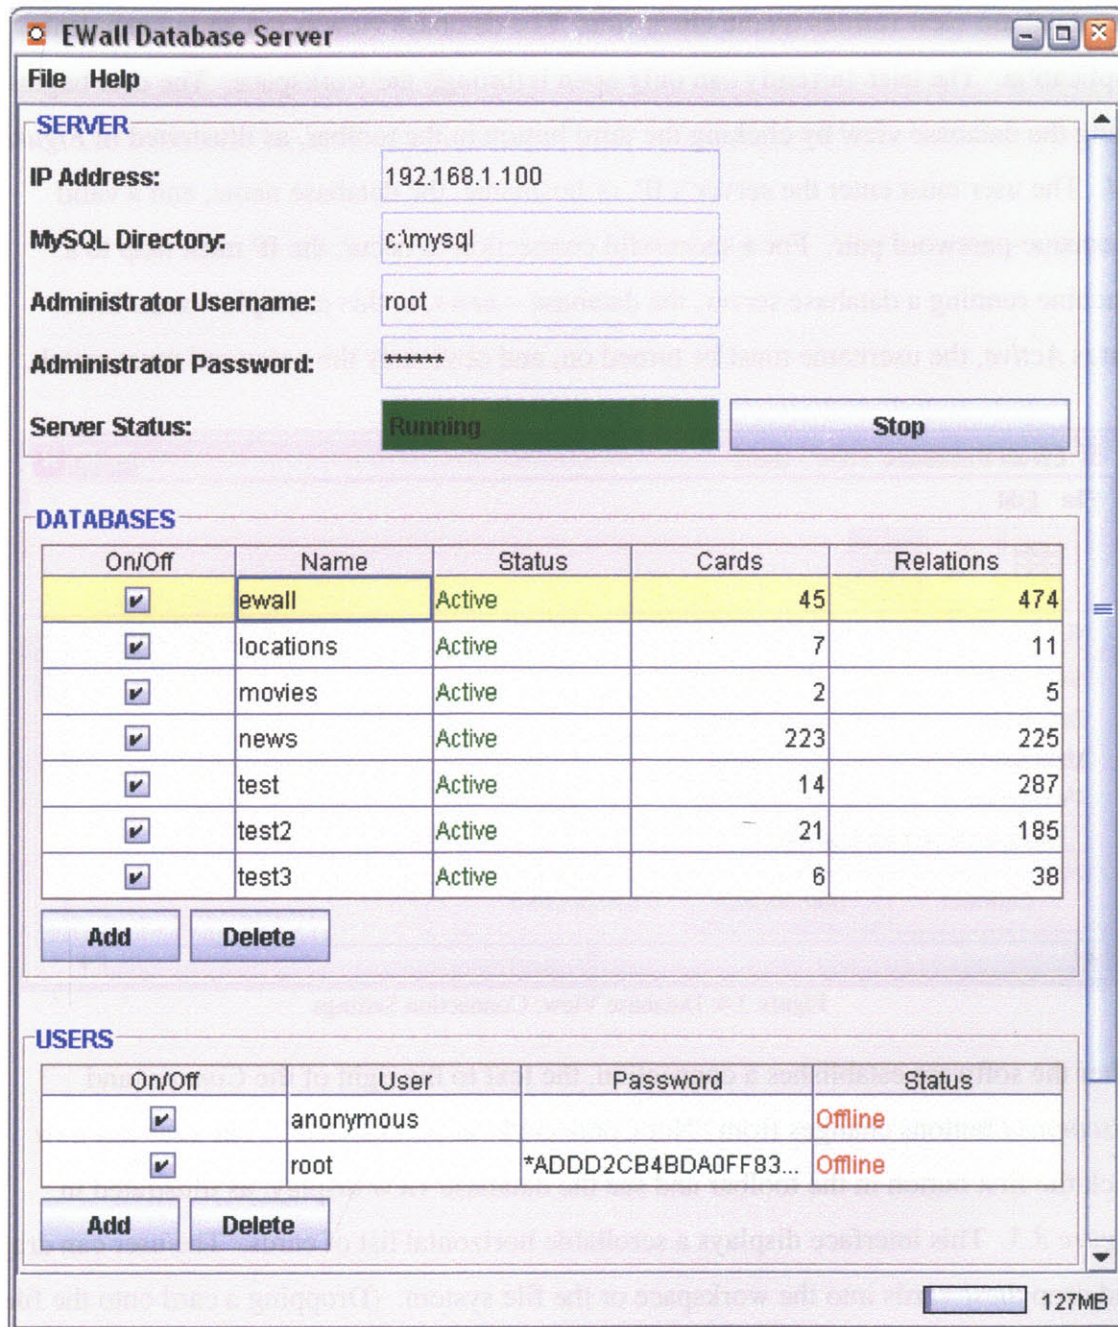 EWall Database Server
File Help
SERVER
IP Address: 192.168.1.100
MySQL Directory: c:\mysql
Administrator Username: root
Administrator Password: ******
Server Status: Running Stop
DATABASES
On/Off Name Status Cards Relations
ewall Active 45 474
locations Active 7 11
movies Active 2 5
news Active 223 225
test Active 14 287
test2 Active 21 185
test3 Active 6 38
Add Delete
USERS
On/Off User Password Status
anonymous Offline
root *ADDD2CB4BDA0FF83... Offline
Add Delete
127MB